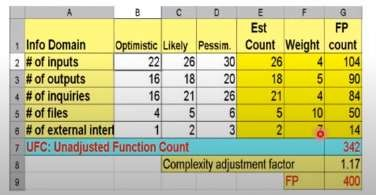 A B C D E F G
Est FP
1 Info Domain Optimistic Likely Pessim. Count Weight count
2 # of inputs 22 26 30 26 4 104
3 # of outputs 16 18 20 18 5 90
4 # of inquiries 16 21 26 21 4 84
5 # of files 4 5 6 5 10 50
6 # of external interf 1 2 3 2 7 14
7 UFC: Unadjusted Function Count 342
8 Complexity adjustment factor 1.17
9 FP 400